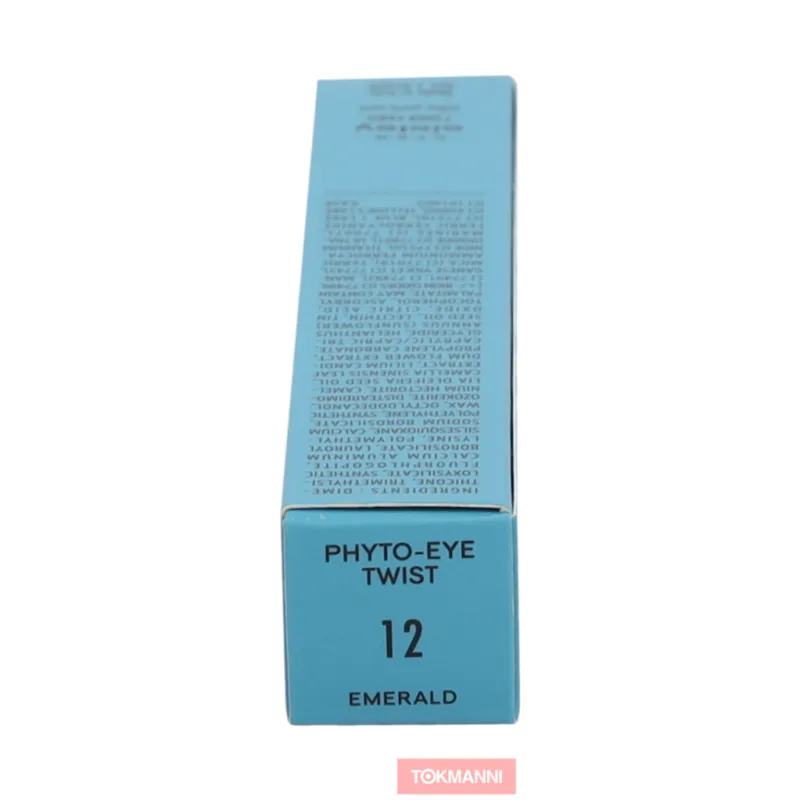 PHYTO-EYE
TWIST
12
EMERALD
INGREDIENTS : DIME-
THICONE, TRIMETHYLSI-
LOXYSILICATE, SYNTHETIC
FLUORPHLOGOPITE,
CALCIUM ALUMINUM
BOROSILICATE, LAUROYL
LYSINE, POLYMETHYL-
SILSESQUIOXANE, CALCIUM
SODIUM BOROSILICATE,
POLYETHYLENE, SYNTHETIC
WAX, OCTYLDODECANOL,
OZOKERITE, DISTEARDIMO-
NIUM HECTORITE, CAMEL-
LIA OLEIFERA SEED OIL,
CAMELLIA SINENSIS LEAF
EXTRACT, LILIUM CANDI-
DUM FLOWER EXTRACT,
PROPYLENE CARBONATE,
CAPRYLIC/CAPRIC TRI-
GLYCERIDE, HELIANTHUS
ANNUUS (SUNFLOWER)
SEED OIL, LECITHIN, TIN
OXIDE, CITRIC ACID,
TOCOPHEROL, ASCORBYL
PALMITATE. MAY CONTAIN
sisley
TOKMANNI